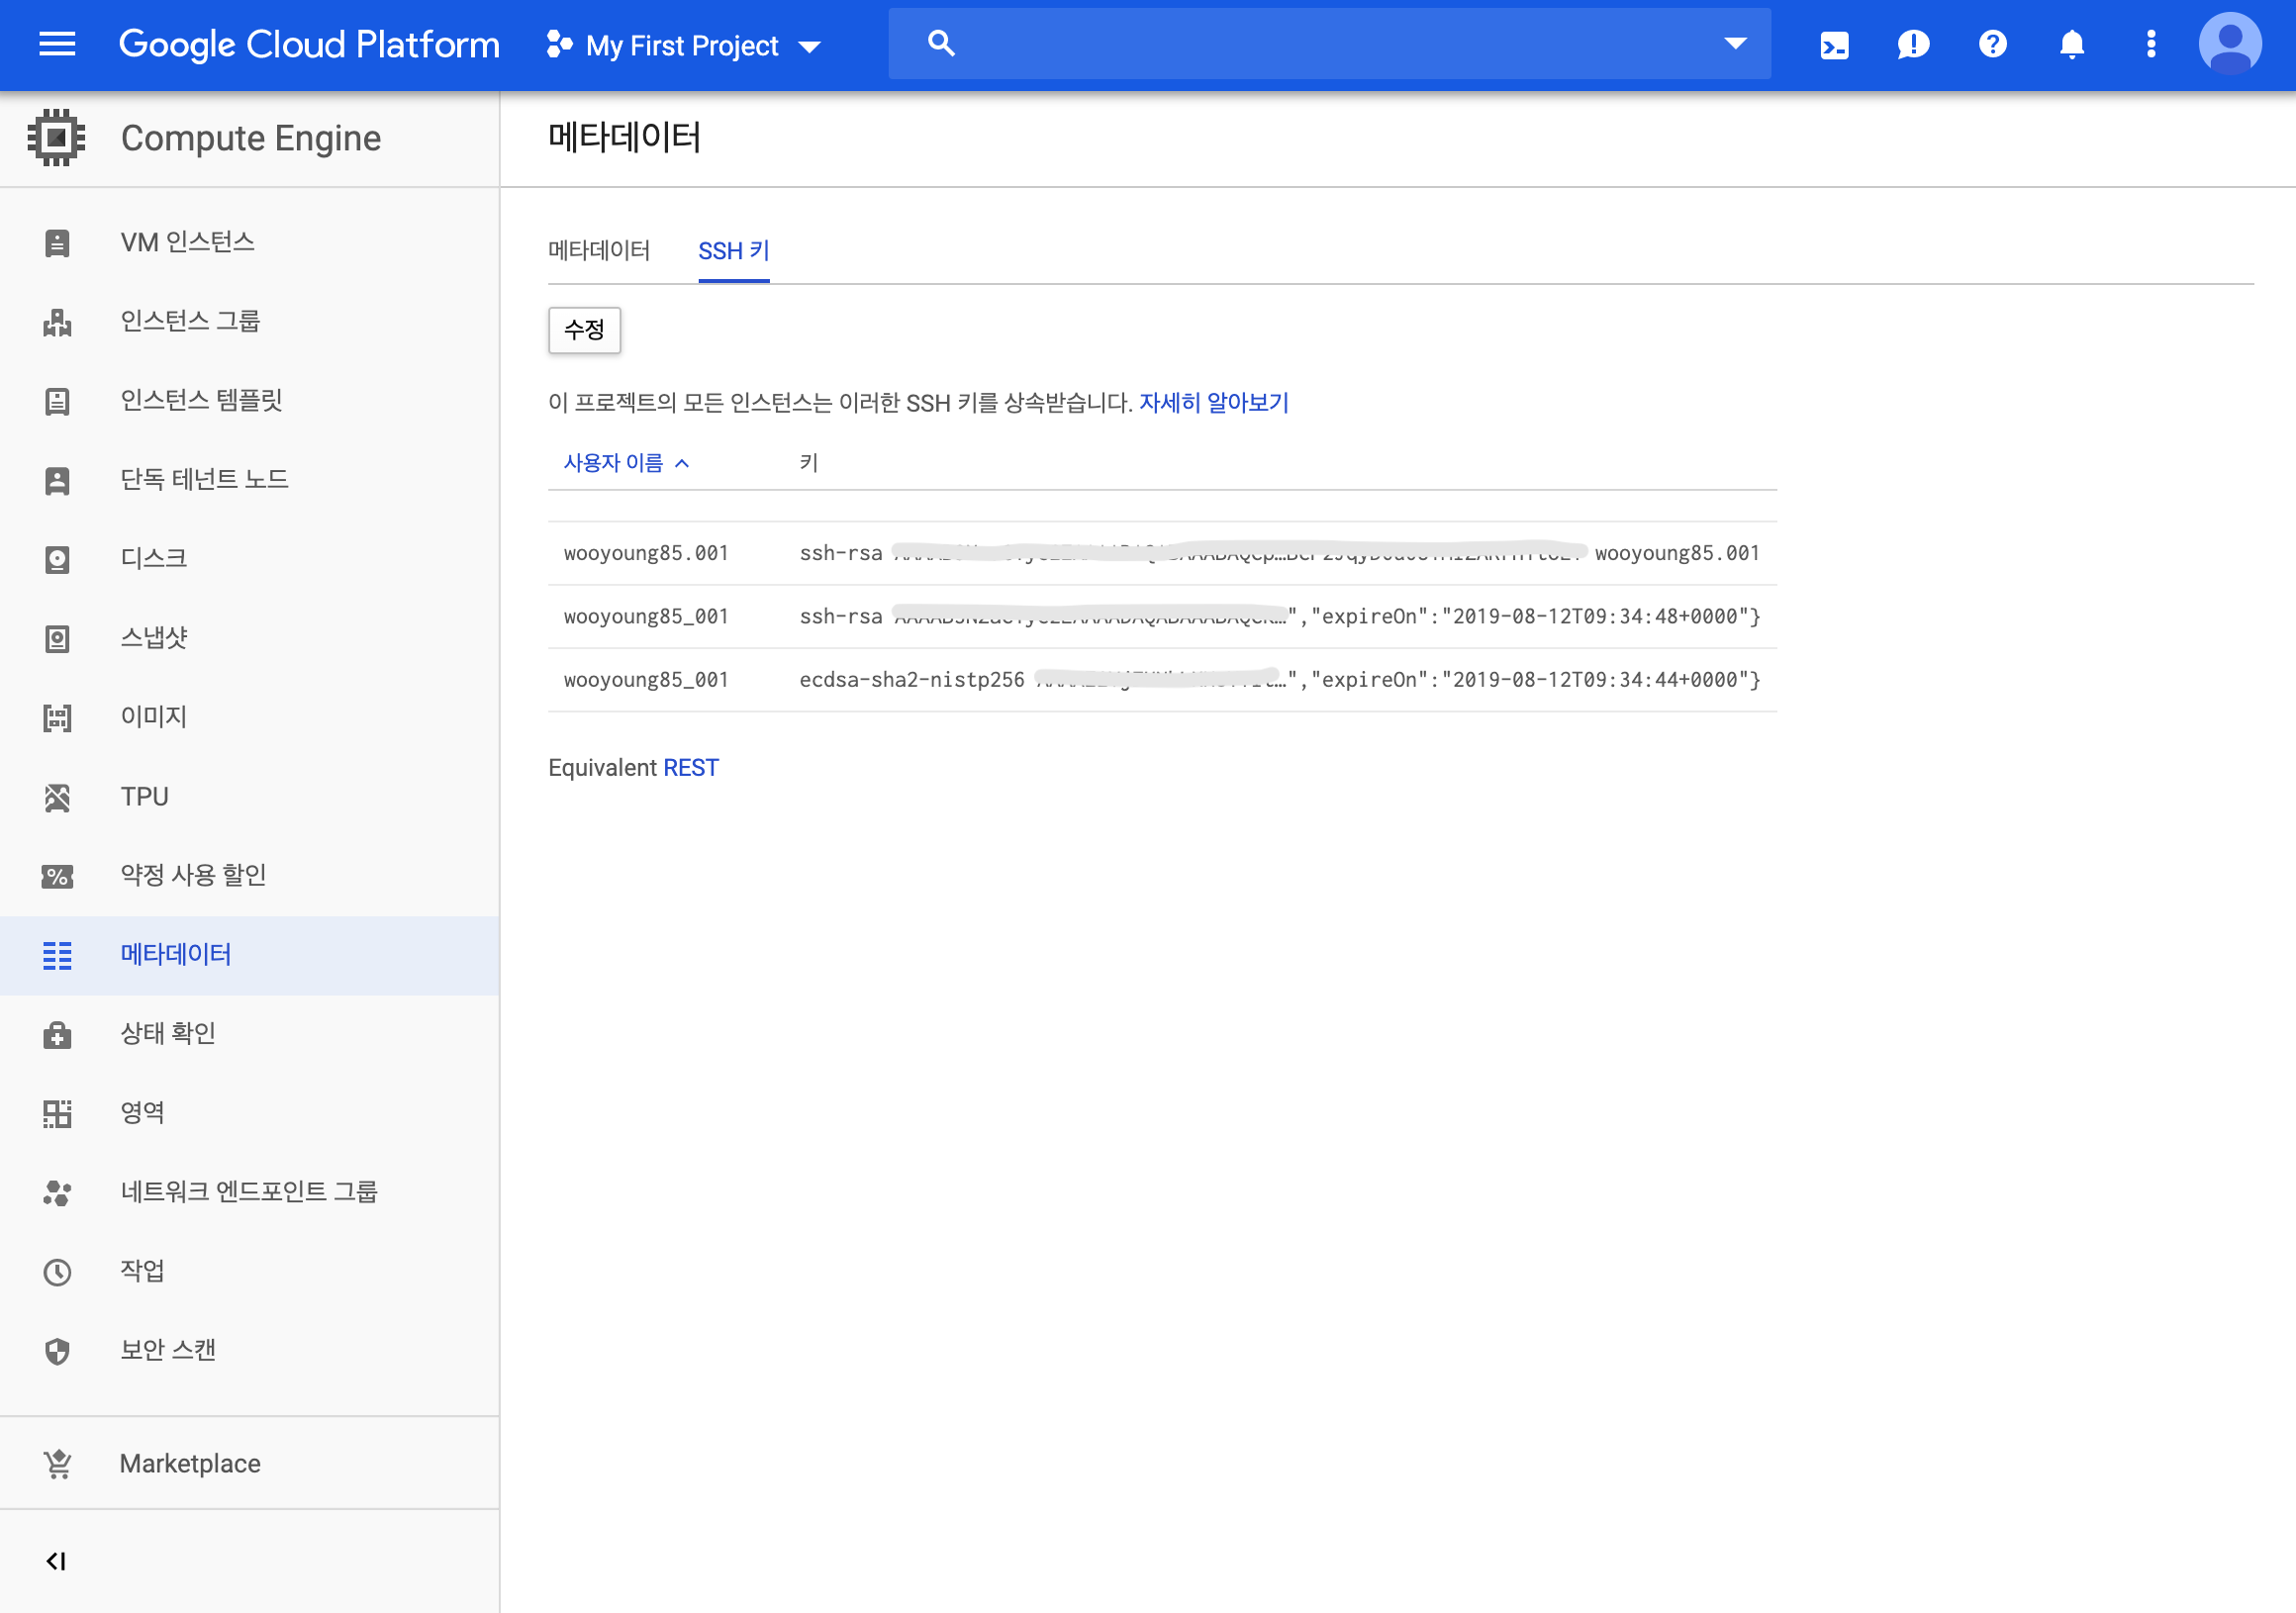 Google Cloud Platform
My First Project
Compute Engine
메타데이터
VM 인스턴스
인스턴스 그룹
인스턴스 템플릿
단독 테넌트 노드
디스크
스냅샷
이미지
TPU
약정 사용 할인
메타데이터
상태 확인
영역
네트워크 엔드포인트 그룹
작업
보안 스캔
Marketplace
메타데이터 SSH 키
수정
이 프로젝트의 모든 인스턴스는 이러한 SSH 키를 상속받습니다. 자세히 알아보기
사용자 이름 키
wooyoung85.001 ssh-rsa wooyoung85.001
wooyoung85_001 ssh-rsa …","expireOn":"2019-08-12T09:34:48+0000"}
wooyoung85_001 ecdsa-sha2-nistp256 …","expireOn":"2019-08-12T09:34:44+0000"}
Equivalent REST